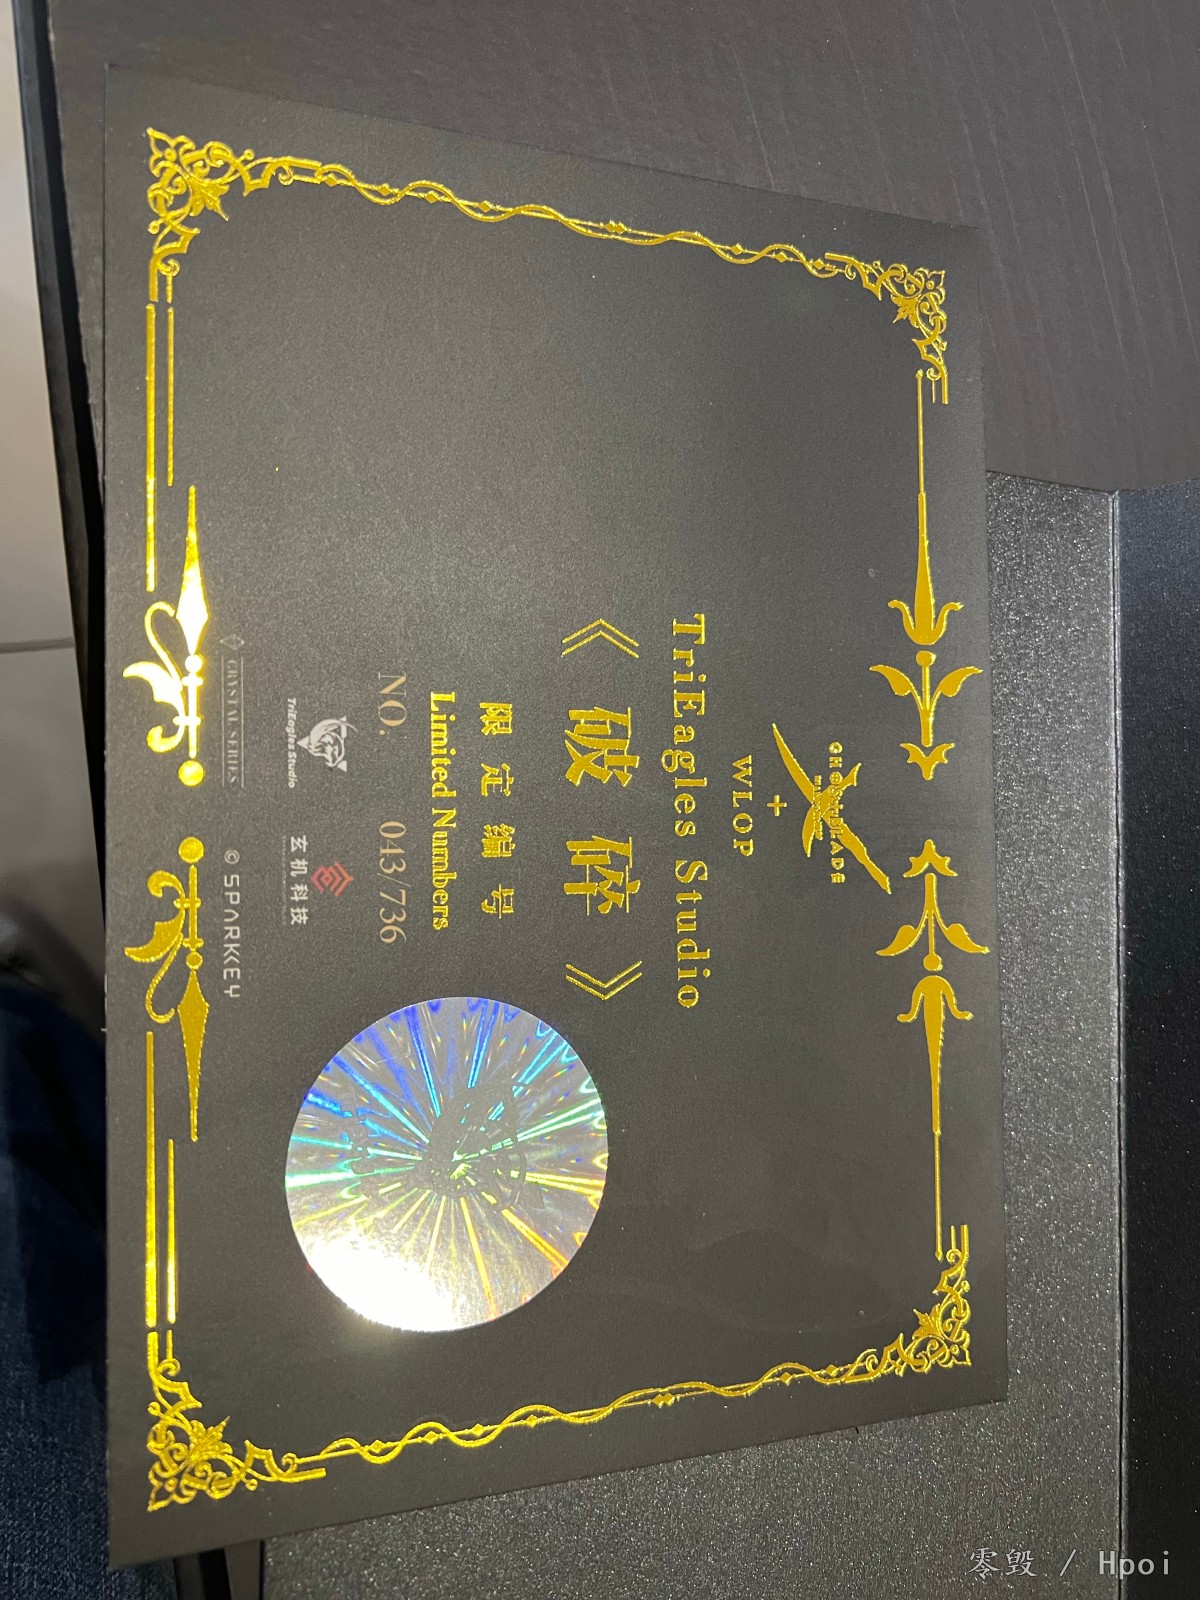 GHOSTBLADE
+
WLOP
TriEagles Studio
《破碎》
限定编号
Limited Numbers
NO. 043/736
TriEagles Studio
玄机科技
CRYSTAL SERIES
© SPARKKEY
零毁 / Hpoi